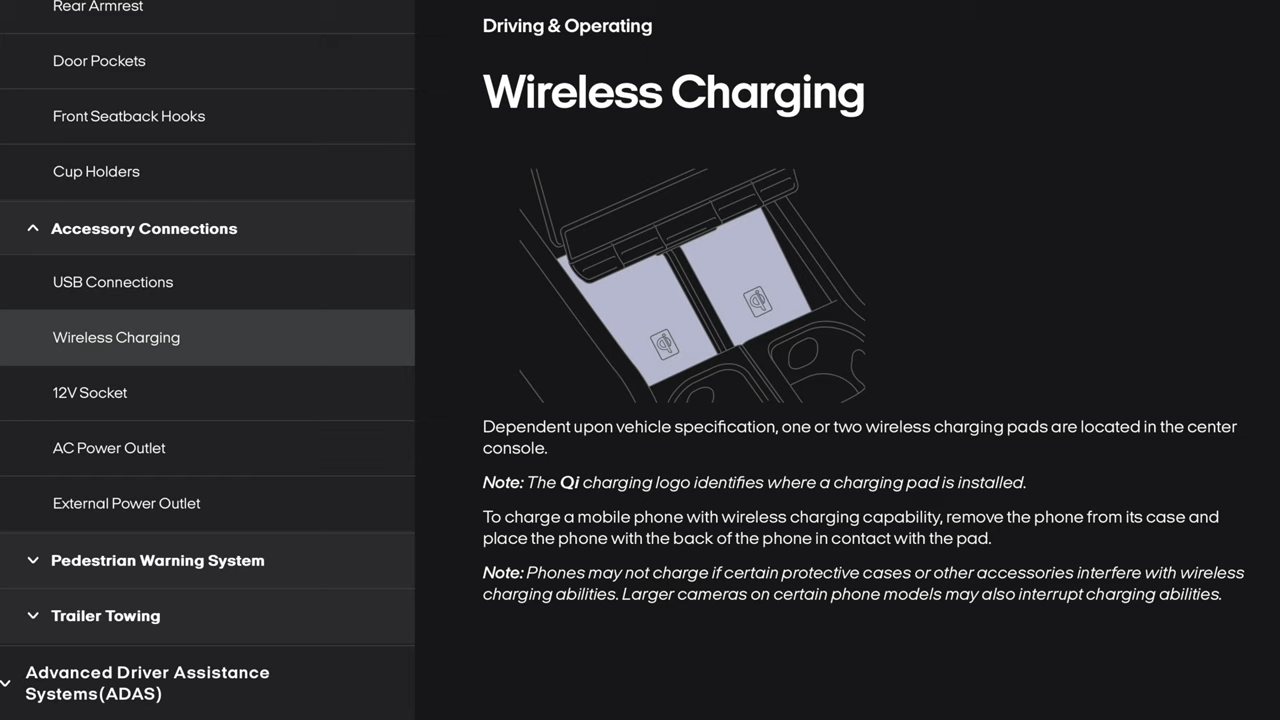 Rear Armrest
Door Pockets
Front Seatback Hooks
Cup Holders
Accessory Connections
USB Connections
Wireless Charging
12V Socket
AC Power Outlet
External Power Outlet
Pedestrian Warning System
Trailer Towing
Advanced Driver Assistance
Systems(ADAS)
Driving & Operating
Wireless Charging
Dependent upon vehicle specification, one or two wireless charging pads are located in the center
console.
Note: The Qi charging logo identifies where a charging pad is installed.
To charge a mobile phone with wireless charging capability, remove the phone from its case and
place the phone with the back of the phone in contact with the pad.
Note: Phones may not charge if certain protective cases or other accessories interfere with wireless
charging abilities. Larger cameras on certain phone models may also interrupt charging abilities.